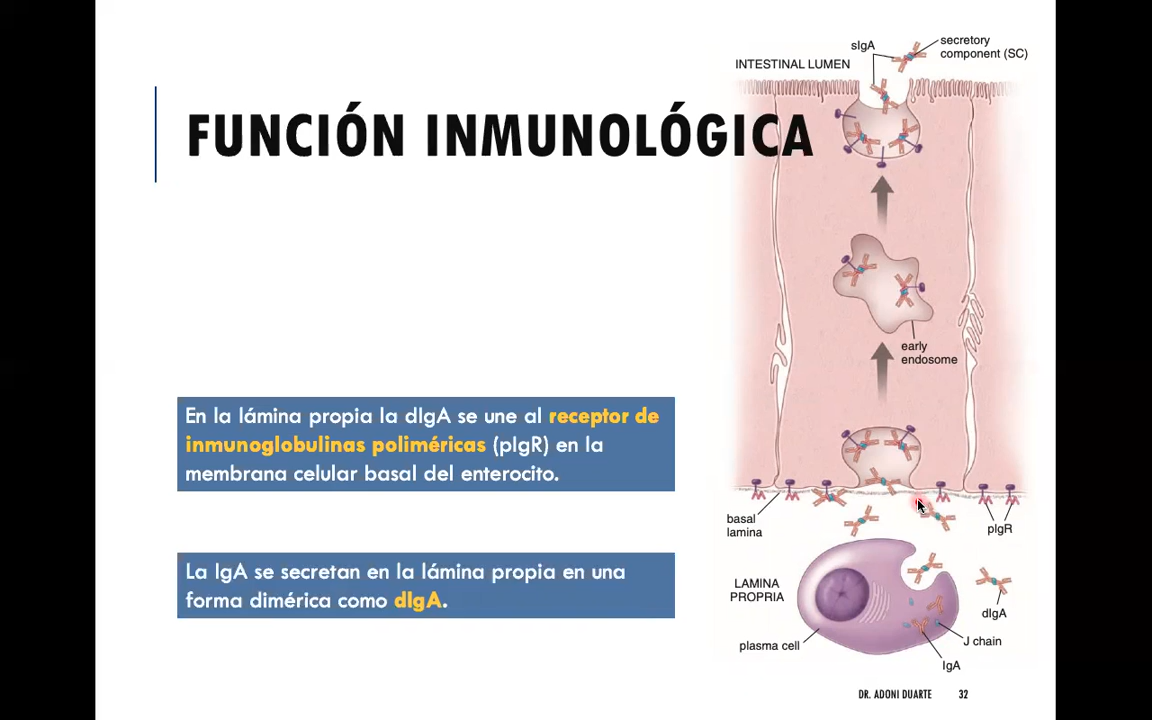 FUNCIÓN INMUNOLÓGICA
En la lámina propia la dIgA se une al receptor de
inmunoglobulinas poliméricas (pIgR) en la
membrana celular basal del enterocito.
La IgA se secretan en la lámina propia en una
forma dimérica como dIgA.
sIgA
secretory
component (SC)
INTESTINAL LUMEN
early
endosome
basal
lamina
pIgR
LAMINA
PROPRIA
dIgA
plasma cell
J chain
IgA
DR. ADONI DUARTE
32